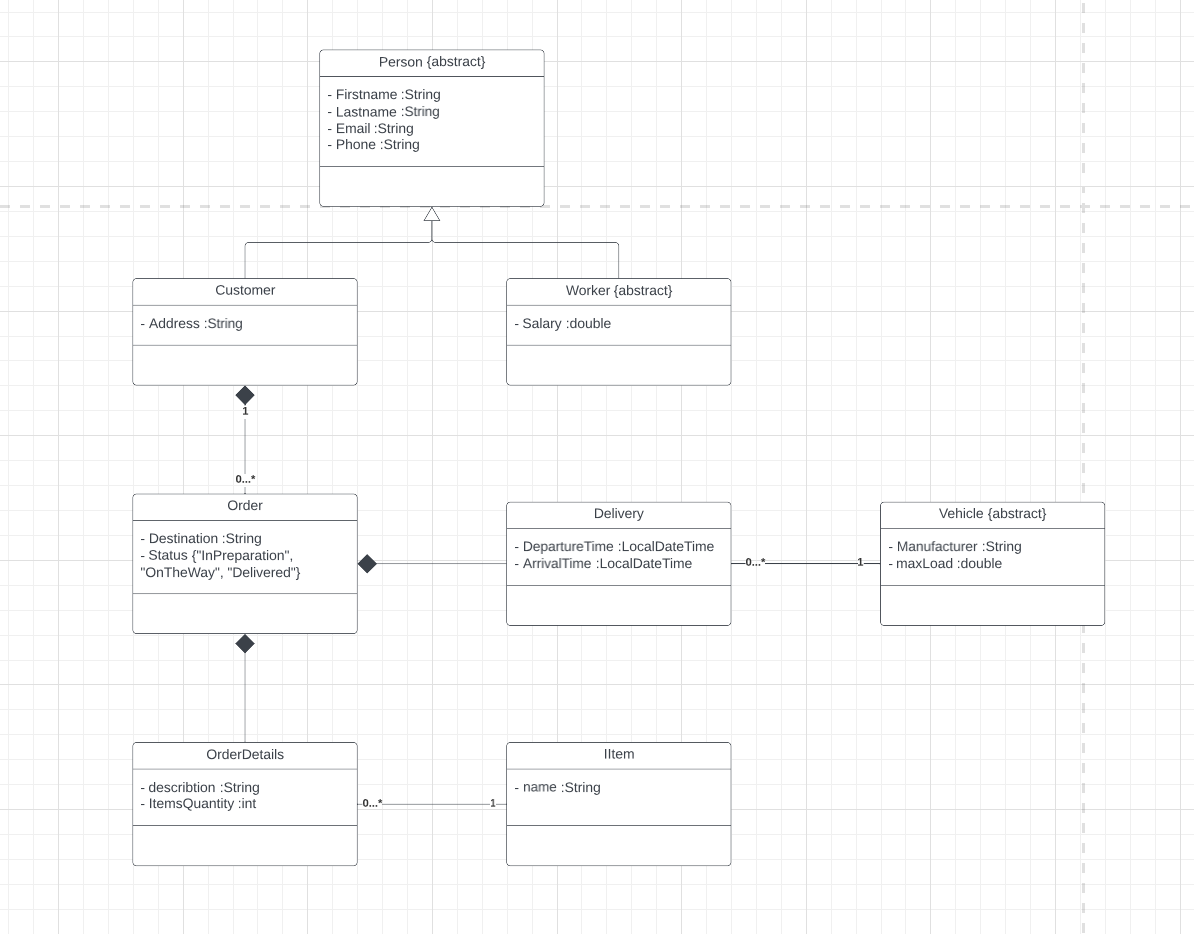 Person {abstract}
- Firstname :String
- Lastname :String
- Email :String
- Phone :String
Customer
- Address :String
Worker {abstract}
- Salary :double
1
0...*
Order
- Destination :String
- Status {"InPreparation",
"OnTheWay", "Delivered"}
Delivery
- DepartureTime :LocalDateTime
- ArrivalTime :LocalDateTime
0...*
1
Vehicle {abstract}
- Manufacturer :String
- maxLoad :double
OrderDetails
- describtion :String
- ItemsQuantity :int
0...*
1
IItem
- name :String